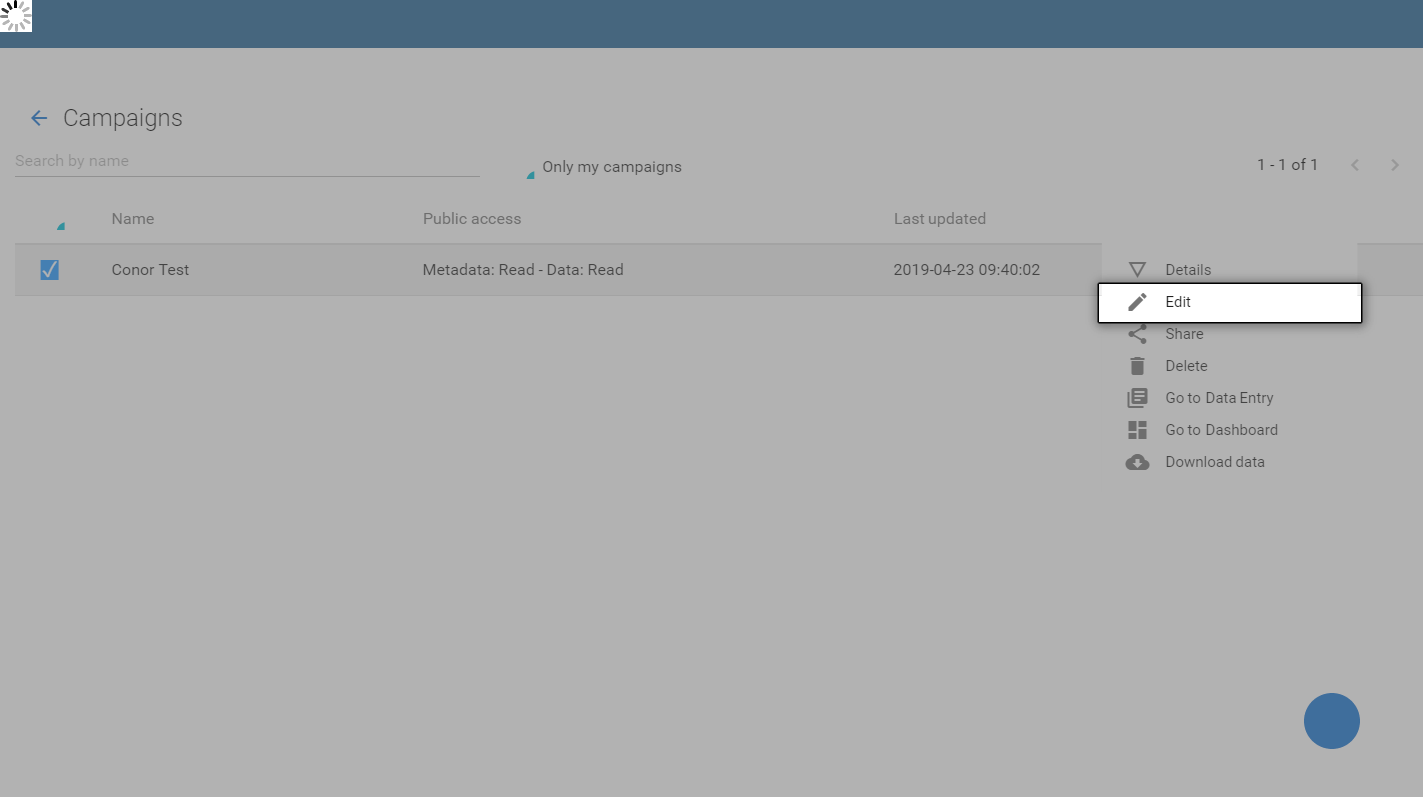 Campaigns
Search by name
Only my campaigns
1 - 1 of 1
Name Public access Last updated
Conor Test Metadata: Read - Data: Read 2019-04-23 09:40:02
Details
Edit
Share
Delete
Go to Data Entry
Go to Dashboard
Download data